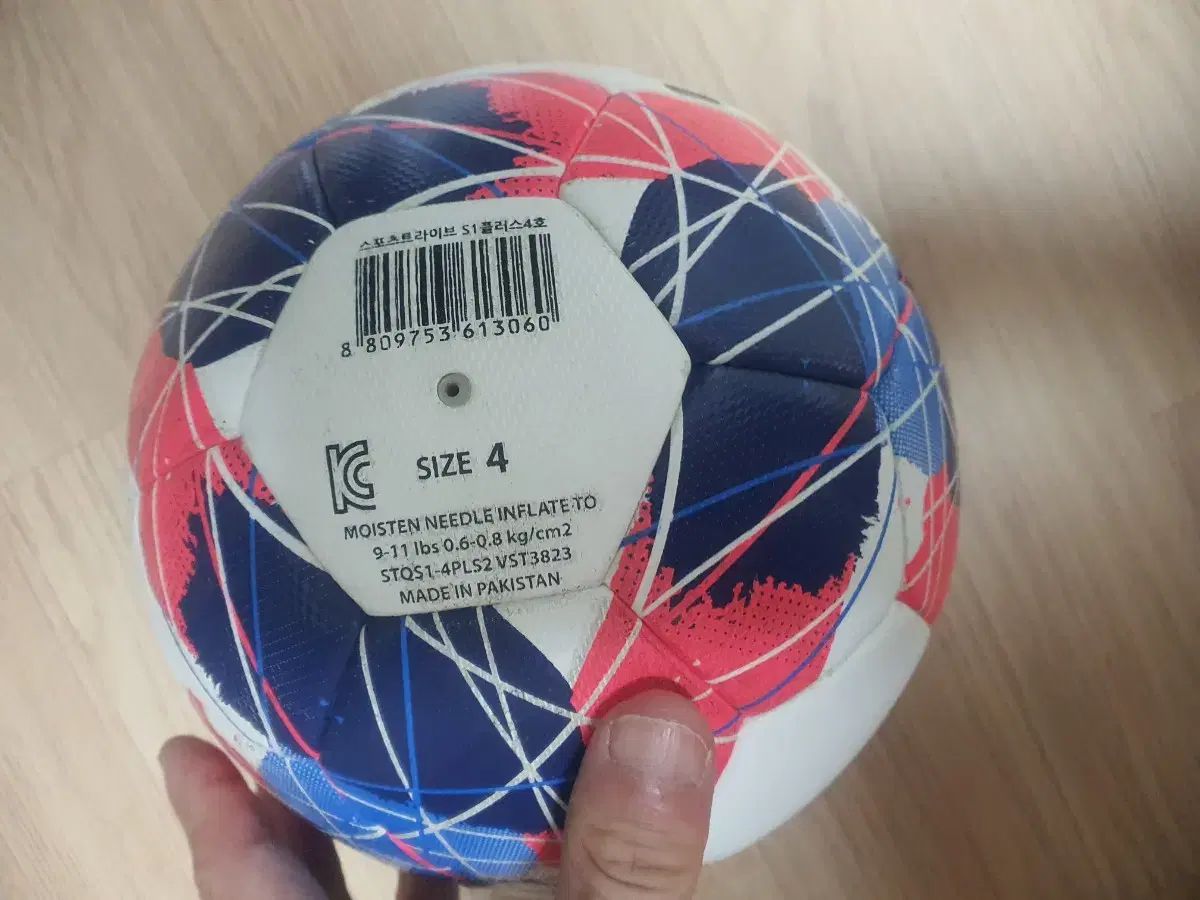 스포츠트라이브 S1플러스4호
8 809753 613060
KC
SIZE 4
MOISTEN NEEDLE INFLATE TO
9-11 lbs 0.6-0.8 kg/cm2
STQS1-4PLS2 VST3823
MADE IN PAKISTAN